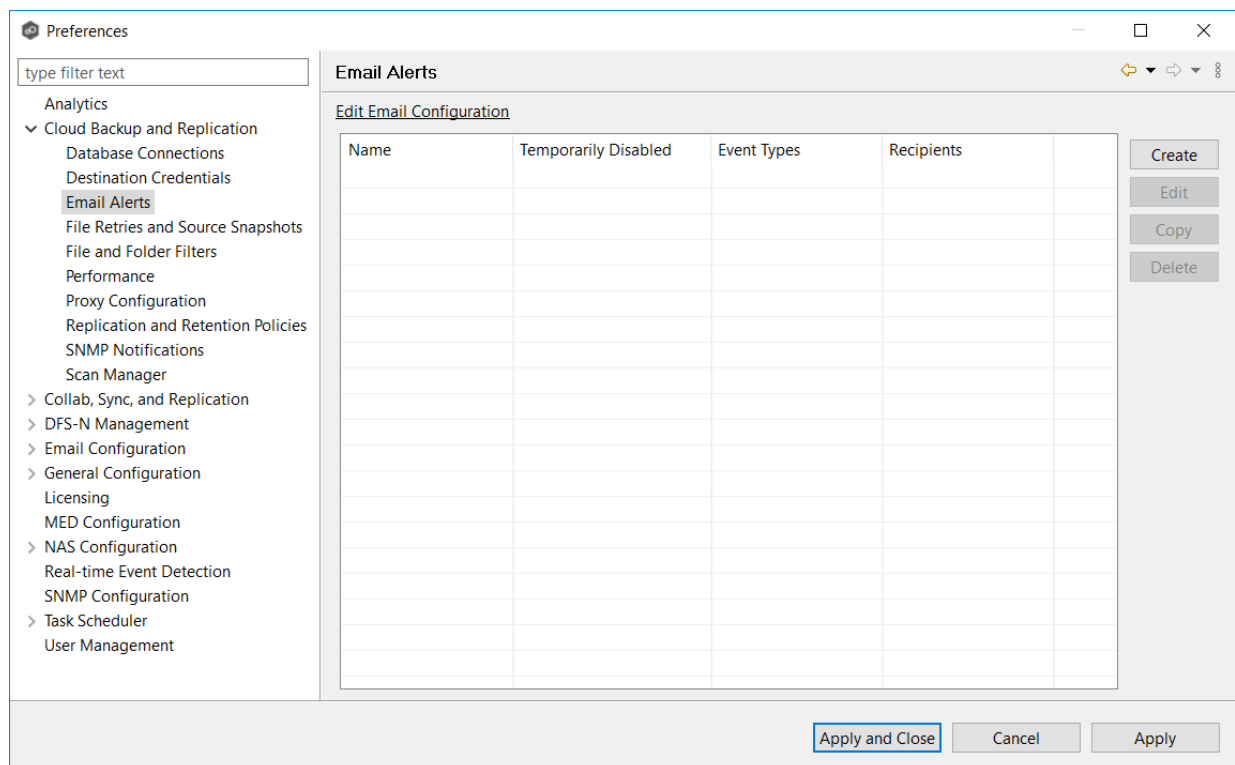 Preferences
type filter text
Analytics
Cloud Backup and Replication
Database Connections
Destination Credentials
Email Alerts
File Retries and Source Snapshots
File and Folder Filters
Performance
Proxy Configuration
Replication and Retention Policies
SNMP Notifications
Scan Manager
Collab, Sync, and Replication
DFS-N Management
Email Configuration
General Configuration
Licensing
MED Configuration
NAS Configuration
Real-time Event Detection
SNMP Configuration
Task Scheduler
User Management
Email Alerts
Edit Email Configuration
Name Temporarily Disabled Event Types Recipients
Create
Edit
Copy
Delete
Apply and Close Cancel Apply